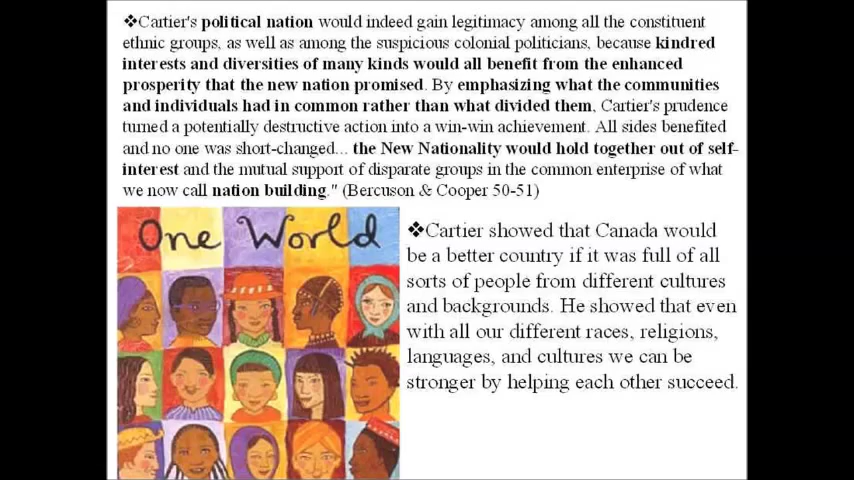 ❖Cartier's political nation would indeed gain legitimacy among all the constituent
ethnic groups, as well as among the suspicious colonial politicians, because kindred
interests and diversities of many kinds would all benefit from the enhanced
prosperity that the new nation promised. By emphasizing what the communities
and individuals had in common rather than what divided them, Cartier's prudence
turned a potentially destructive action into a win-win achievement. All sides benefited
and no one was short-changed... the New Nationality would hold together out of self-
interest and the mutual support of disparate groups in the common enterprise of what
we now call nation building." (Bercuson & Cooper 50-51)
One World
❖Cartier showed that Canada would
be a better country if it was full of all
sorts of people from different cultures
and backgrounds. He showed that even
with all our different races, religions,
languages, and cultures we can be
stronger by helping each other succeed.